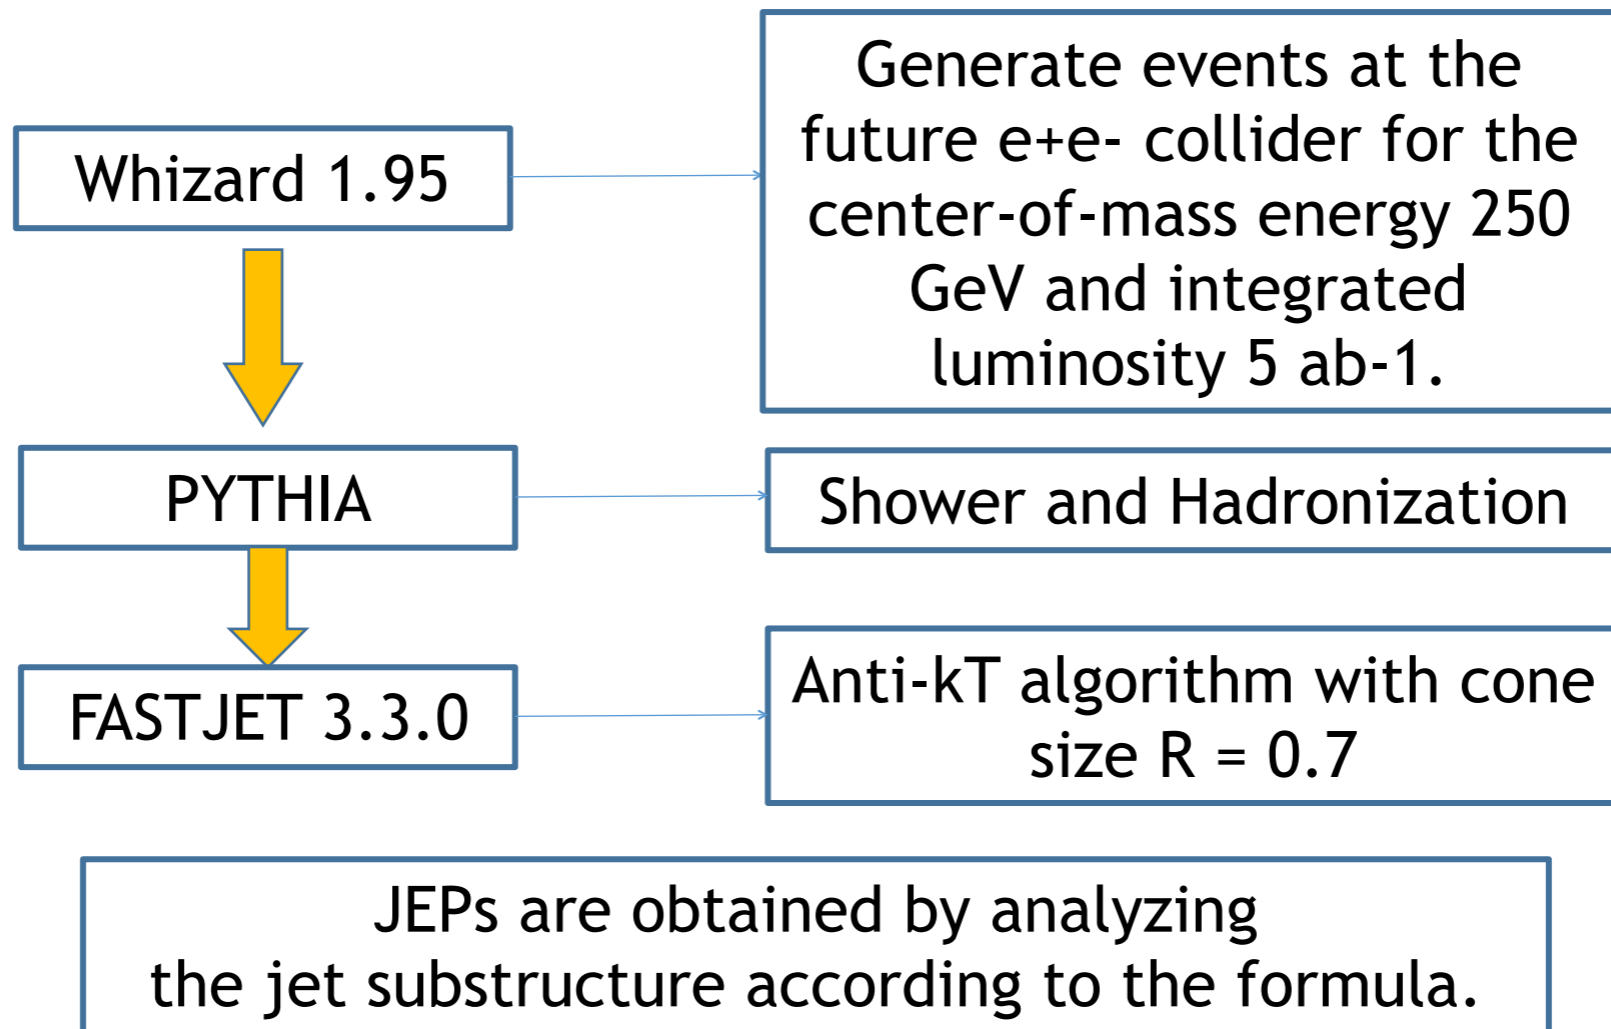 Whizard 1.95
Generate events at the
future e+e- collider for the
center-of-mass energy 250
GeV and integrated
luminosity 5 ab-1.
PYTHIA
Shower and Hadronization
FASTJET 3.3.0
Anti-kT algorithm with cone
size R = 0.7
JEPs are obtained by analyzing
the jet substructure according to the formula.